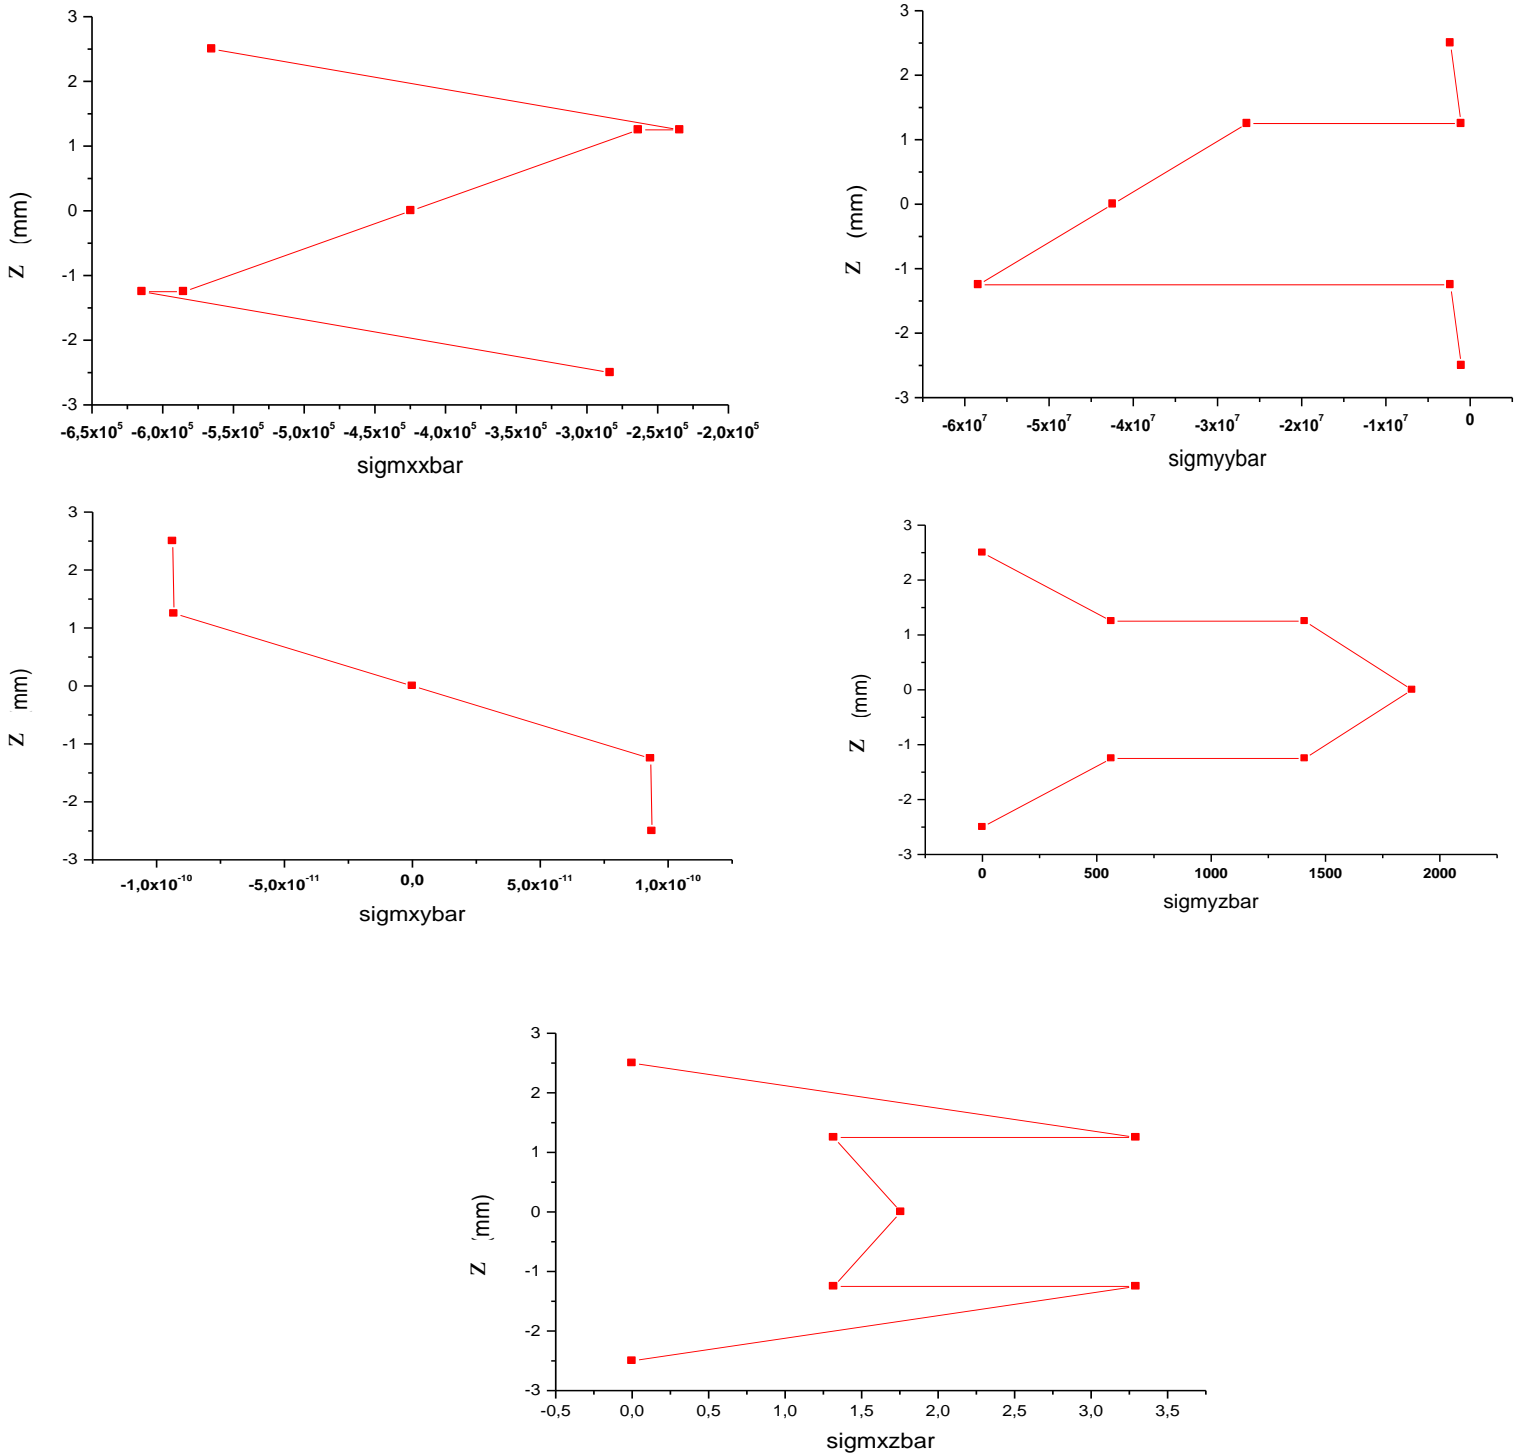 3
2
1
0
-1
-2
-3
Z (mm)
-6,5x10⁵ -6,0x10⁵ -5,5x10⁵ -5,0x10⁵ -4,5x10⁵ -4,0x10⁵ -3,5x10⁵ -3,0x10⁵ -2,5x10⁵ -2,0x10⁵
sigmxxbar
3
2
1
0
-1
-2
-3
Z (mm)
-6x10⁷ -5x10⁷ -4x10⁷ -3x10⁷ -2x10⁷ -1x10⁷ 0
sigmyybar
3
2
1
0
-1
-2
-3
Z mm)
-1,0x10⁻¹⁰ -5,0x10⁻¹¹ 0,0 5,0x10⁻¹¹ 1,0x10⁻¹⁰
sigmxybar
3
2
1
0
-1
-2
-3
Z (mm)
0 500 1000 1500 2000
sigmyzbar
3
2
1
0
-1
-2
-3
Z (mm)
-0,5 0,0 0,5 1,0 1,5 2,0 2,5 3,0 3,5
sigmxzbar